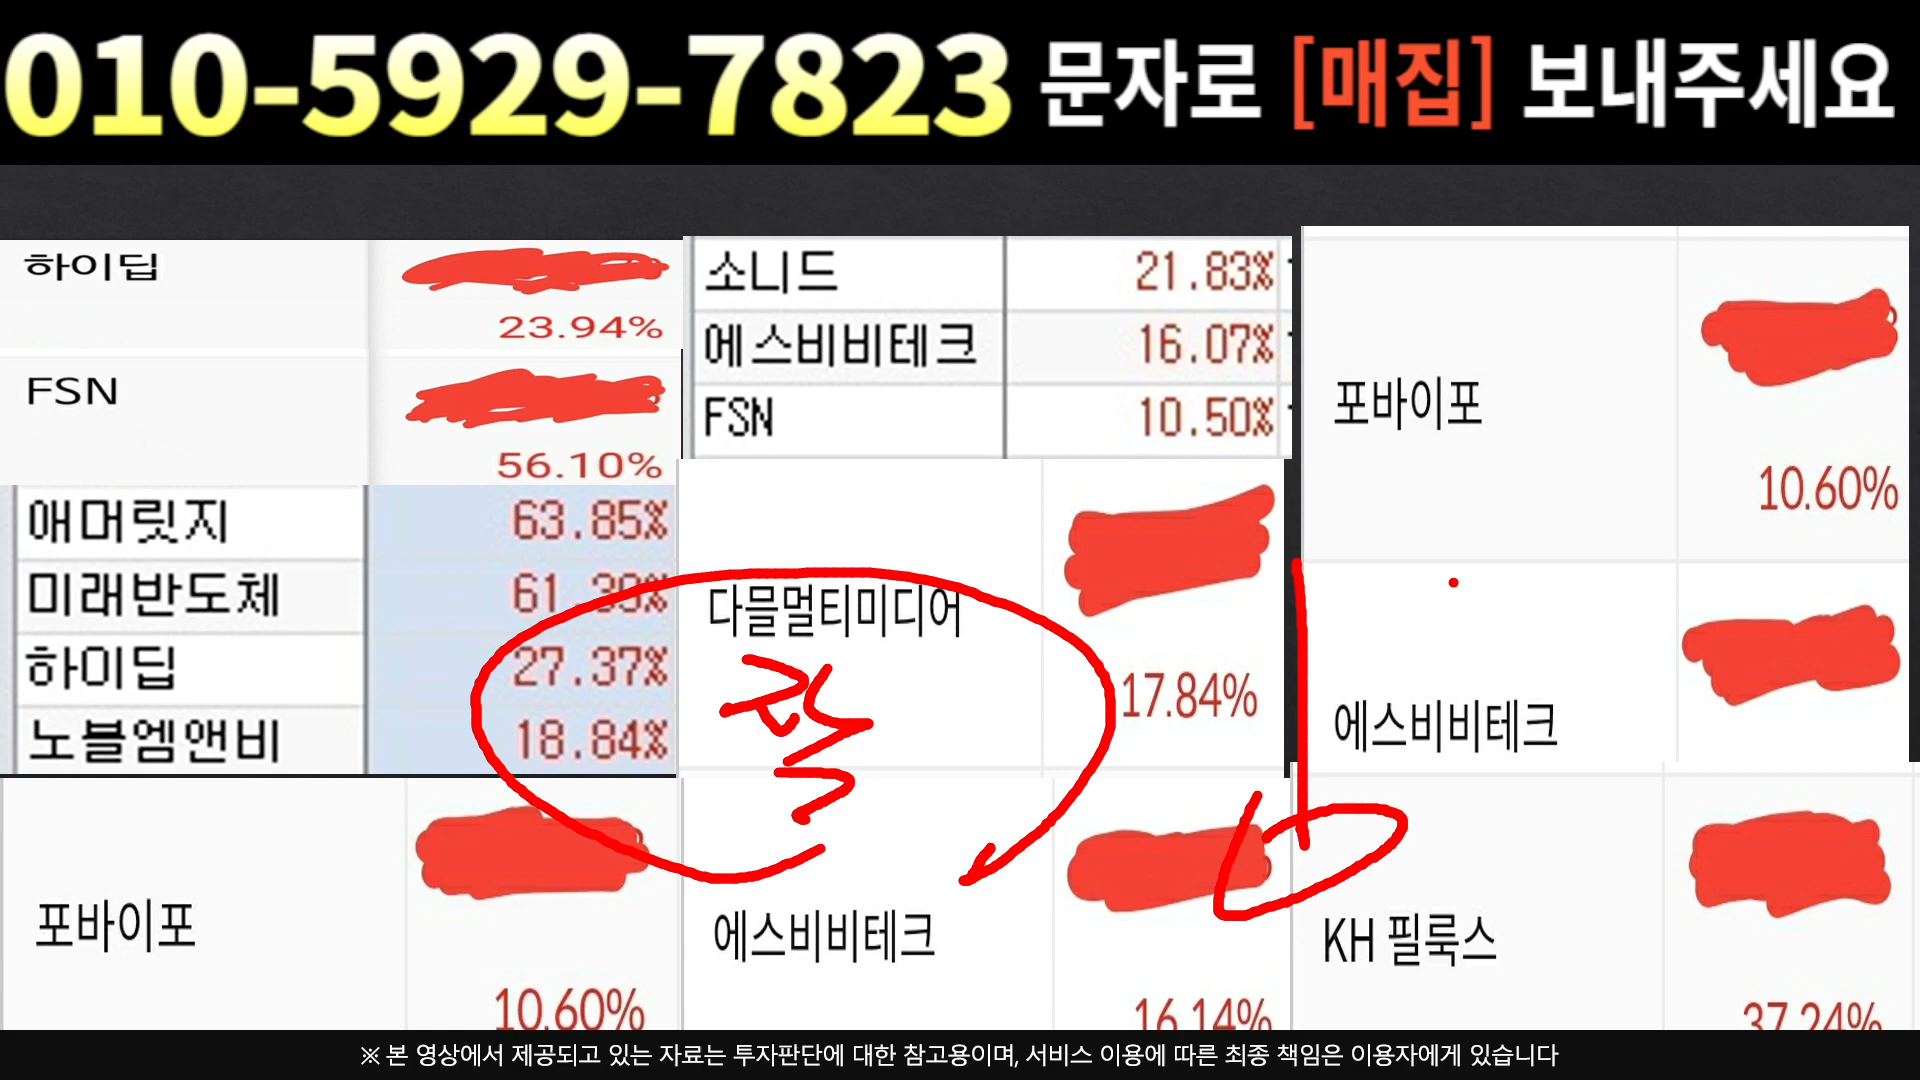 010-5929-7823 문자로 [매집] 보내주세요
하이딥
23.94%
FSN
56.10%
애머릿지 63.85%
미래반도체 61.39%
하이딥 27.37%
노블엠앤비 18.84%
소니드 21.83%
에스비비테크 16.07%
FSN 10.50%
다믈멀티미디어
17.84%
포바이포
10.60%
에스비비테크
포바이포
10.60%
에스비비테크
16.14%
KH 필룩스
37.24%
※ 본 영상에서 제공되고 있는 자료는 투자판단에 대한 참고용이며, 서비스 이용에 따른 최종 책임은 이용자에게 있습니다